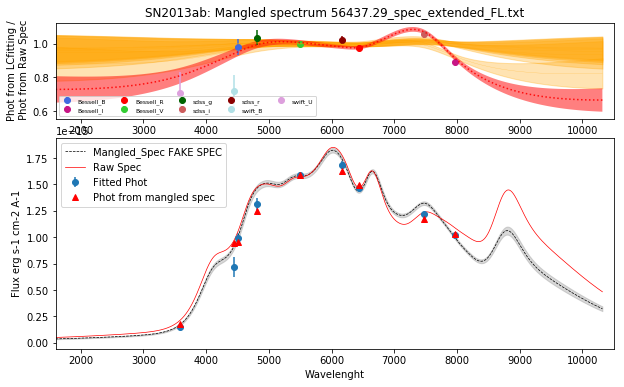 SN2013ab: Mangled spectrum 56437.29_spec_extended_FL.txt
Phot from LCfitting /
Phot from Raw Spec
1.0
0.8
0.6
Bessell_B Bessell_R sdss_g sdss_r swift_U
Bessell_I Bessell_V sdss_i swift_B
2000 3000 4000 5000 6000 7000 8000 9000 10000
Flux erg s-1 cm-2 A-1
1.75
1.50
1.25
1.00
0.75
0.50
0.25
0.00
Mangled_Spec FAKE SPEC
Raw Spec
Fitted Phot
Phot from mangled spec
2000 3000 4000 5000 6000 7000 8000 9000 10000
Wavelenght